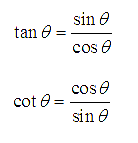 tan θ = sin θ / cos θ
cot θ = cos θ / sin θ